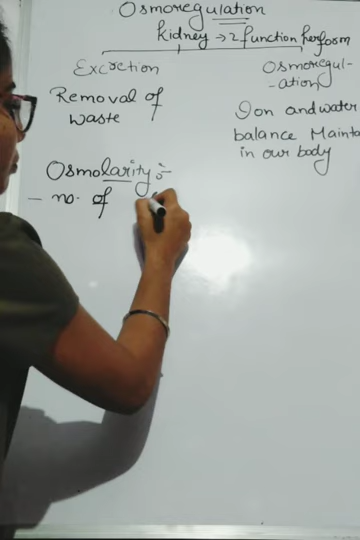 Osmoregulation
Kidney → 2 function perform
Excretion
Removal of
waste
Osmoregul-
-ation
Ion and water
balance Mainta
in our body
Osmolarity :-
- no. of